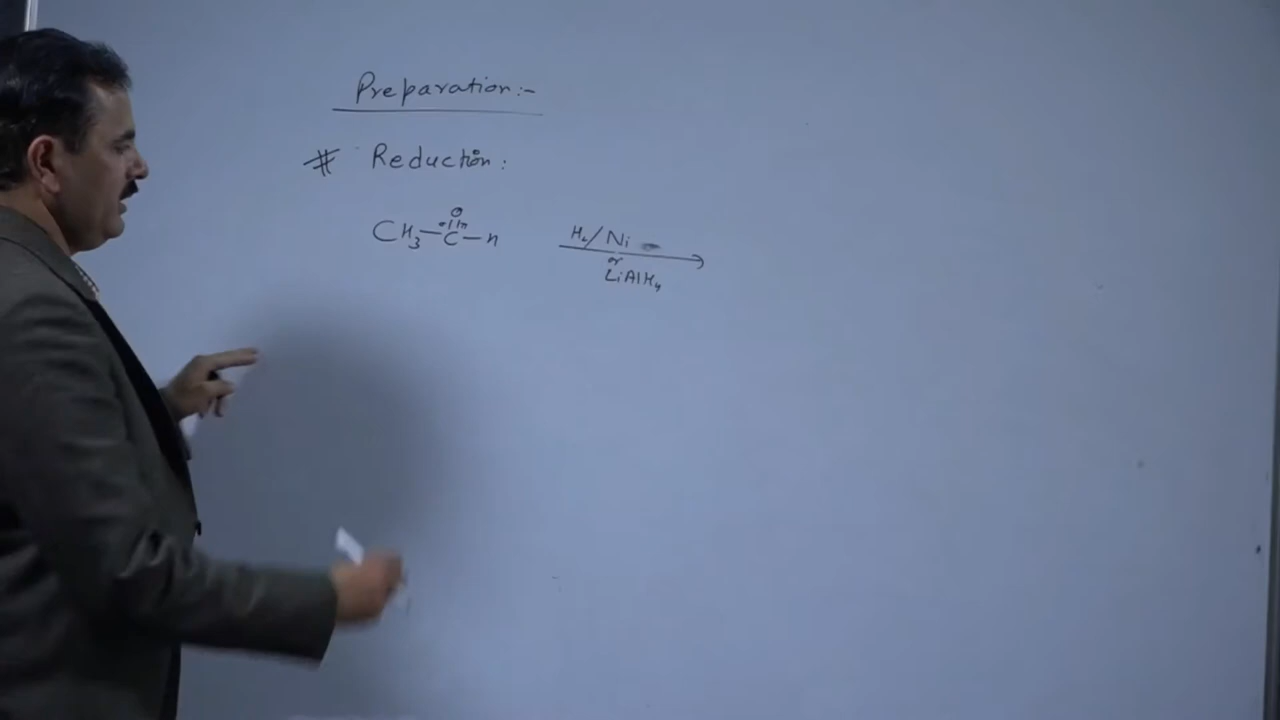 Preparation:-
# Reduction:
O
CH₃—C—H
H₂/Ni
or
LiAlH₄